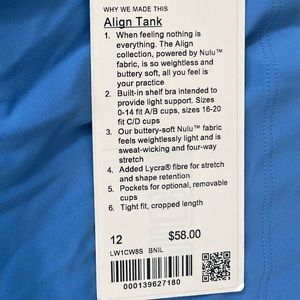 WHY WE MADE THIS
Align Tank
1. When feeling nothing is
everything. The Align
collection, powered by Nulu™
fabric, is so weightless and
buttery soft, all you feel is
your practice
2. Built-in shelf bra intended to
provide light support. Sizes
0-14 fit A/B cups, sizes 16-20
fit C/D cups
3. Our buttery-soft Nulu™ fabric
feels weightlessly light and is
sweat-wicking and four-way
stretch
4. Added Lycra® fibre for stretch
and shape retention
5. Pockets for optional, removable
cups
6. Tight fit, cropped length
12 $58.00
LW1CW8S BNIL
000139627180